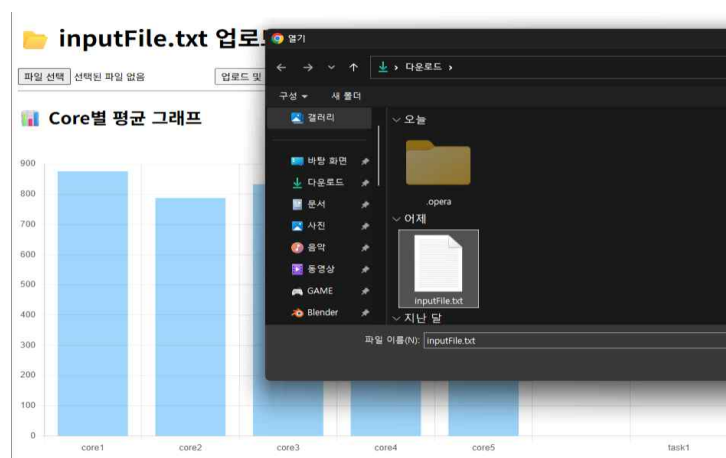 inputFile.txt 업로
파일 선택 선택된 파일 없음
업로드 및
Core별 평균 그래프
900
800
700
600
500
400
300
200
100
0
core1 core2 core3 core4 core5 task1
열기
다운로드
구성 새 폴더
갤러리
바탕 화면
다운로드
문서
사진
음악
동영상
GAME
Blender
오늘
.opera
어제
inputFile.txt
지난 달
파일 이름(N): inputFile.txt